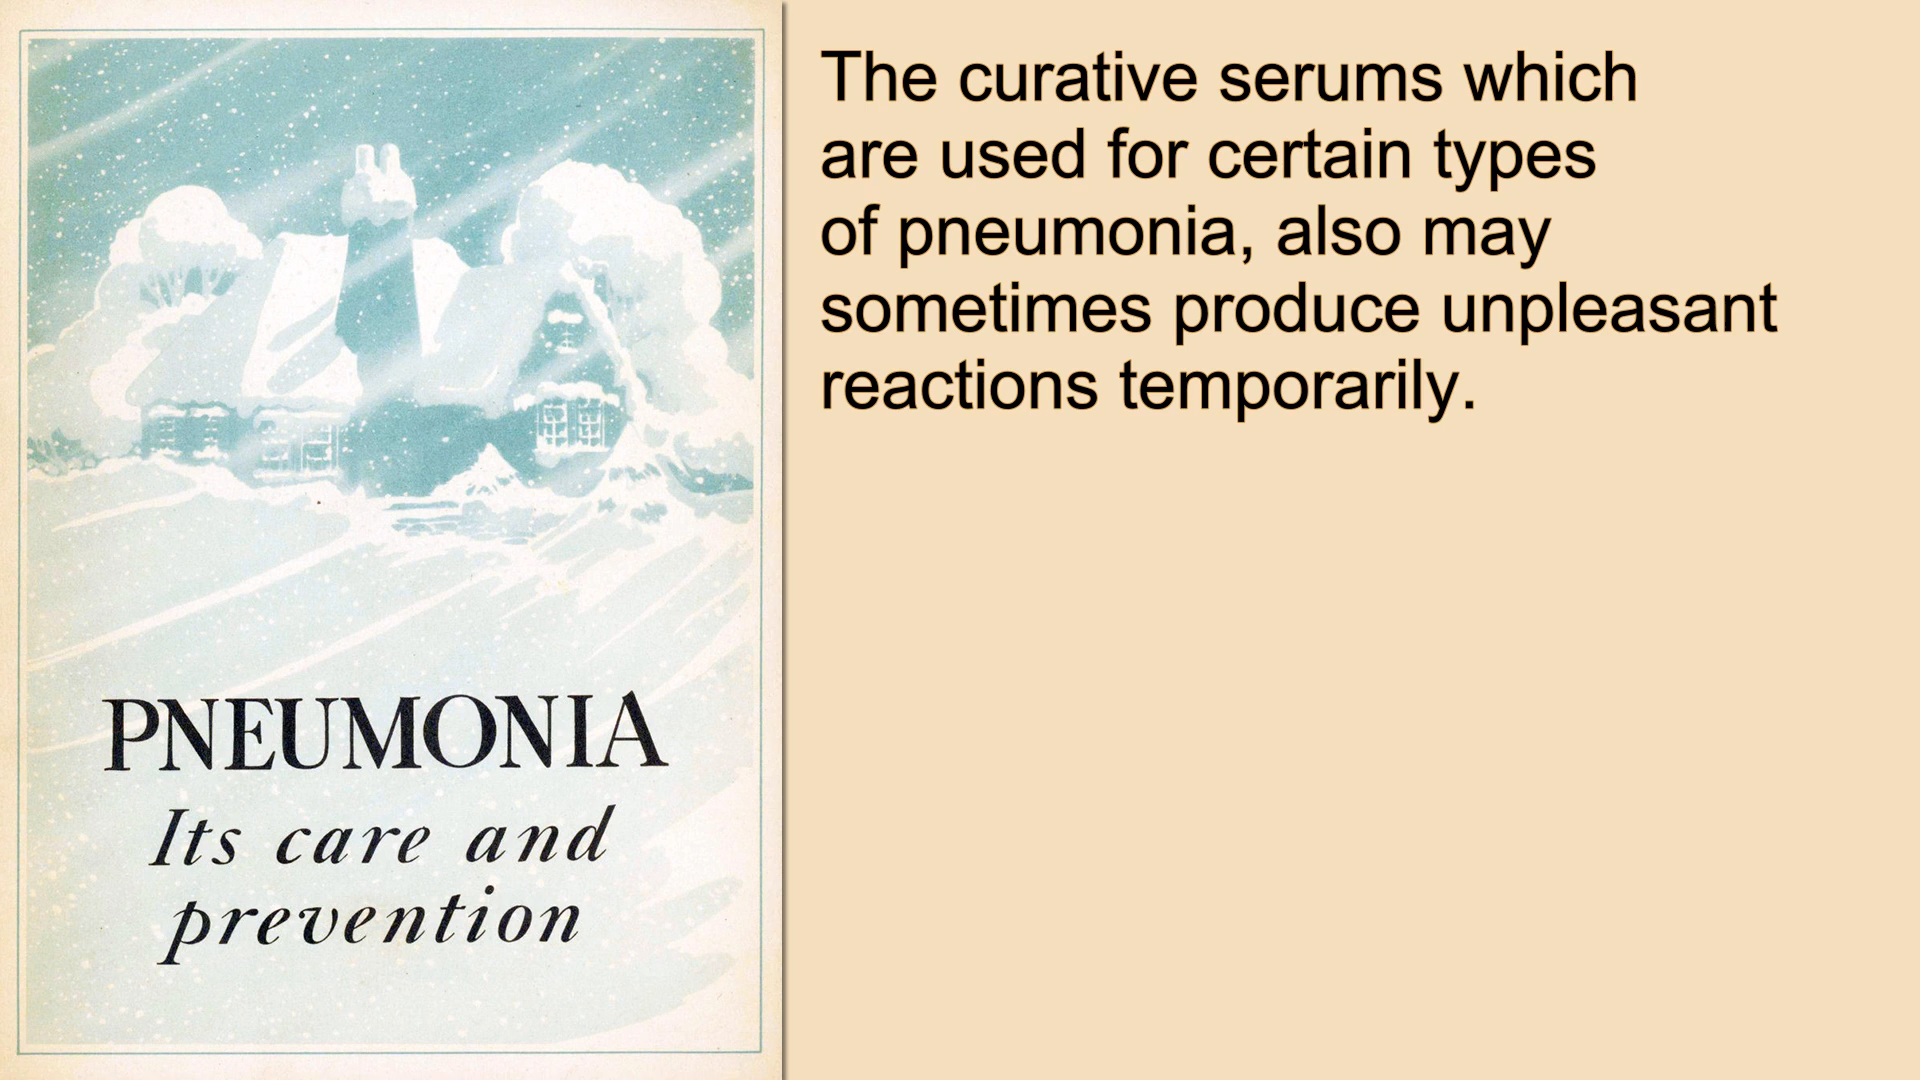 PNEUMONIA
Its care and
prevention
The curative serums which
are used for certain types
of pneumonia, also may
sometimes produce unpleasant
reactions temporarily.